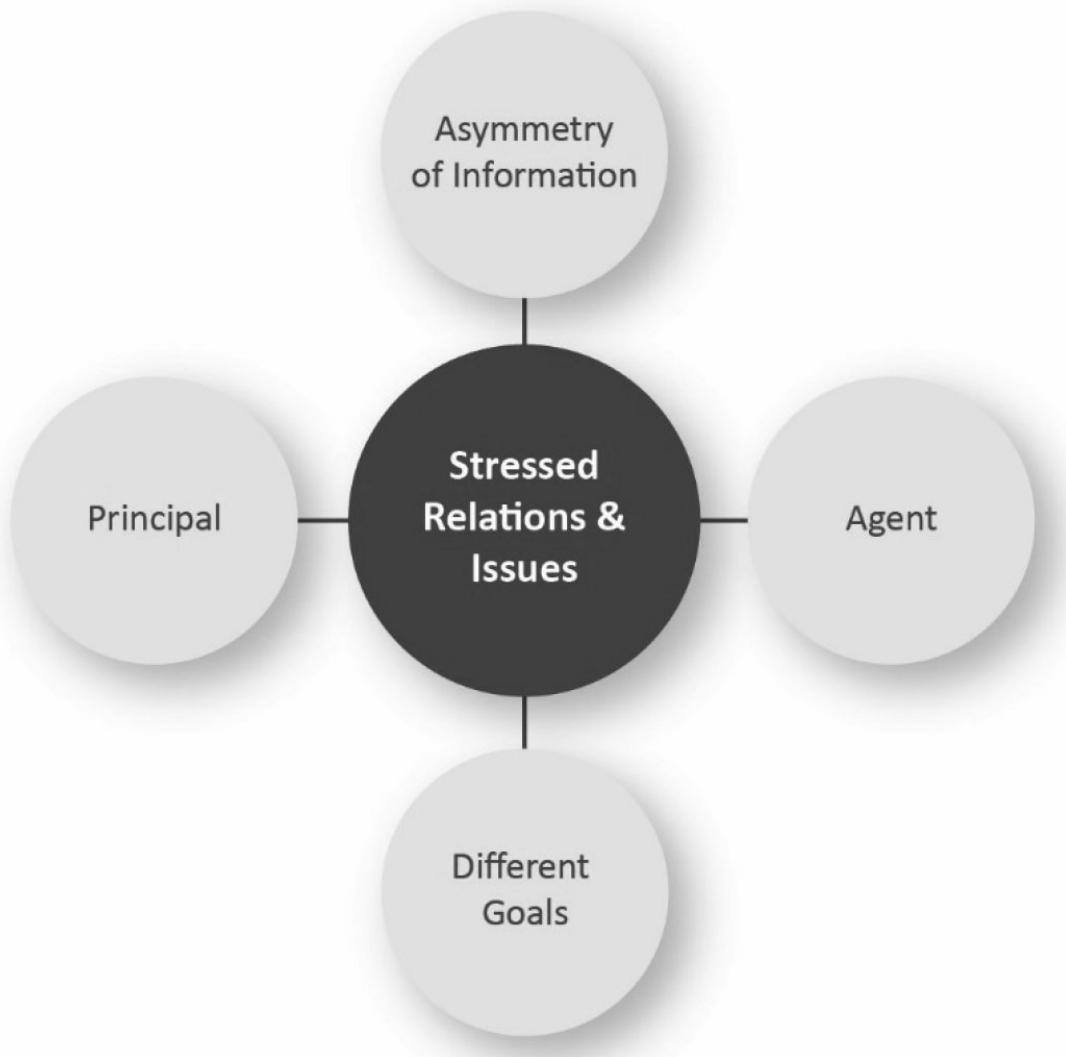 Asymmetry
of Information
Principal
Stressed
Relations &
Issues
Agent
Different
Goals